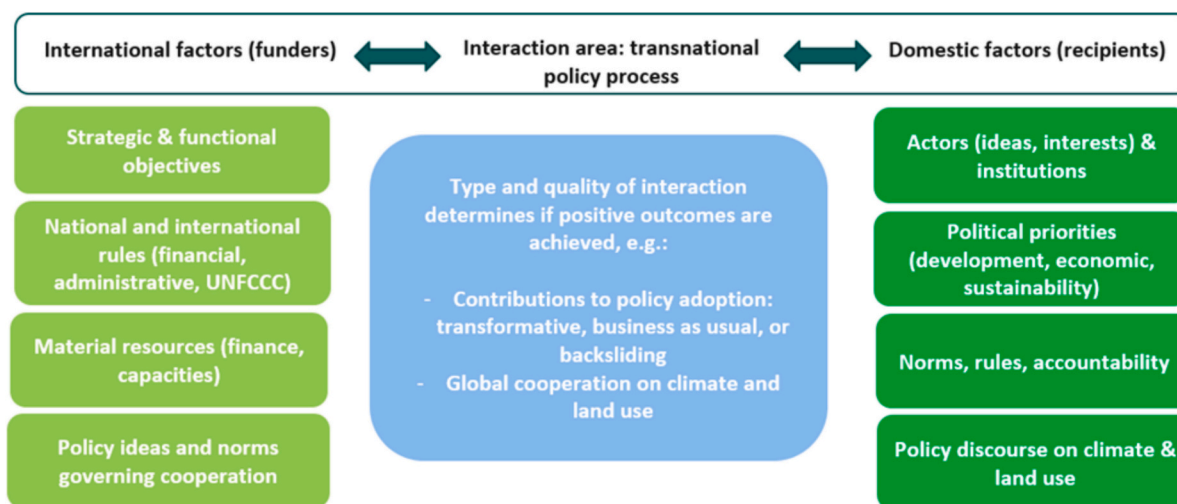 International factors (funders)
Interaction area: transnational
policy process
Domestic factors (recipients)
Strategic & functional
objectives
National and international
rules (financial,
administrative, UNFCCC)
Material resources (finance,
capacities)
Policy ideas and norms
governing cooperation
Type and quality of interaction
determines if positive outcomes are
achieved, e.g.:
- Contributions to policy adoption:
transformative, business as usual, or
backsliding
- Global cooperation on climate and
land use
Actors (ideas, interests) &
institutions
Political priorities
(development, economic,
sustainability)
Norms, rules, accountability
Policy discourse on climate &
land use